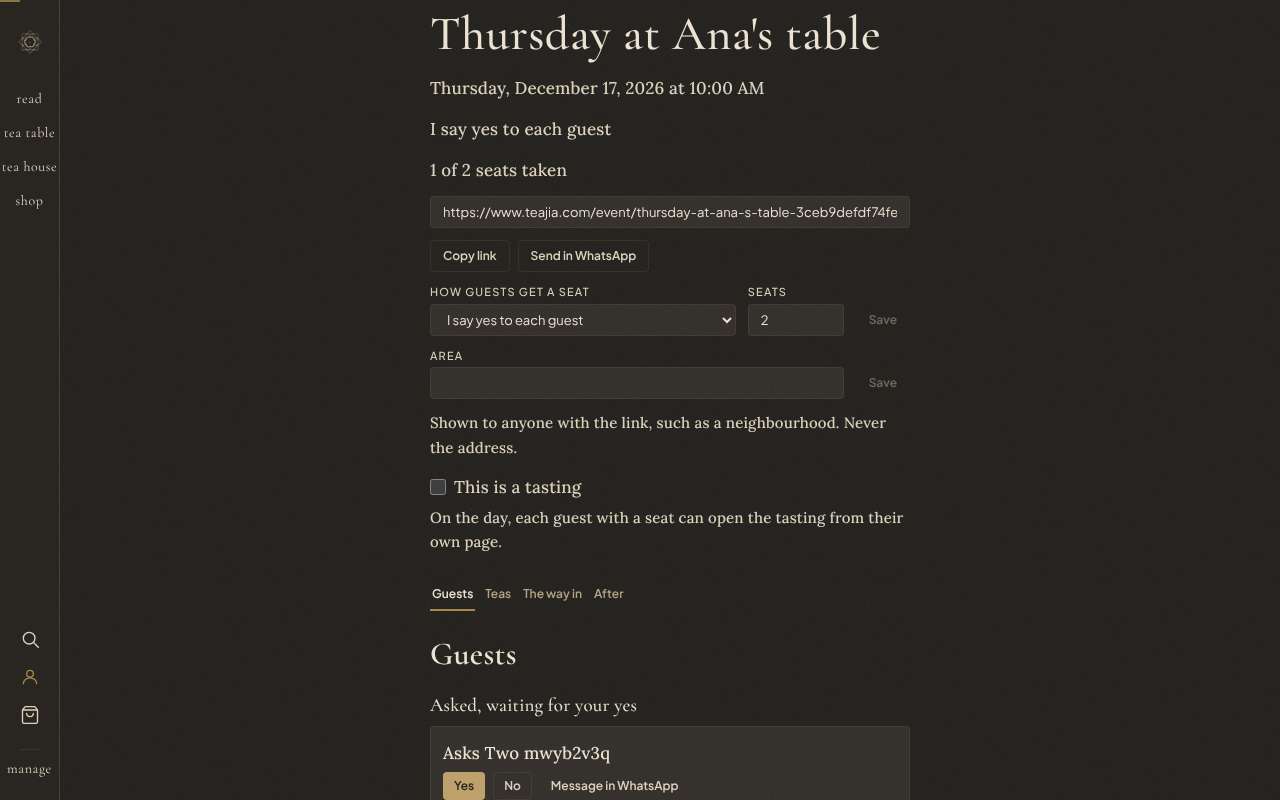 Thursday at Ana's table
read
tea table
tea house
shop
manage
Thursday, December 17, 2026 at 10:00 AM
I say yes to each guest
1 of 2 seats taken
https://www.teajia.com/event/thursday-at-ana-s-table-3ceb9defdf74fe
Copy link
Send in WhatsApp
HOW GUESTS GET A SEAT
SEATS
I say yes to each guest
2
Save
AREA
Save
Shown to anyone with the link, such as a neighbourhood. Never
the address.
This is a tasting
On the day, each guest with a seat can open the tasting from their
own page.
Guests
Teas
The way in
After
Guests
Asked, waiting for your yes
Asks Two mwyb2v3q
Yes
No
Message in WhatsApp